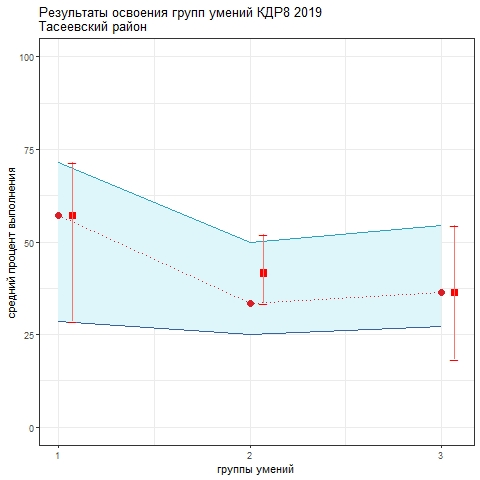 Результаты освоения групп умений КДР8 2019
Тасеевский район
100
75
50
25
0
средний процент выполнения
1
2
3
группы умений